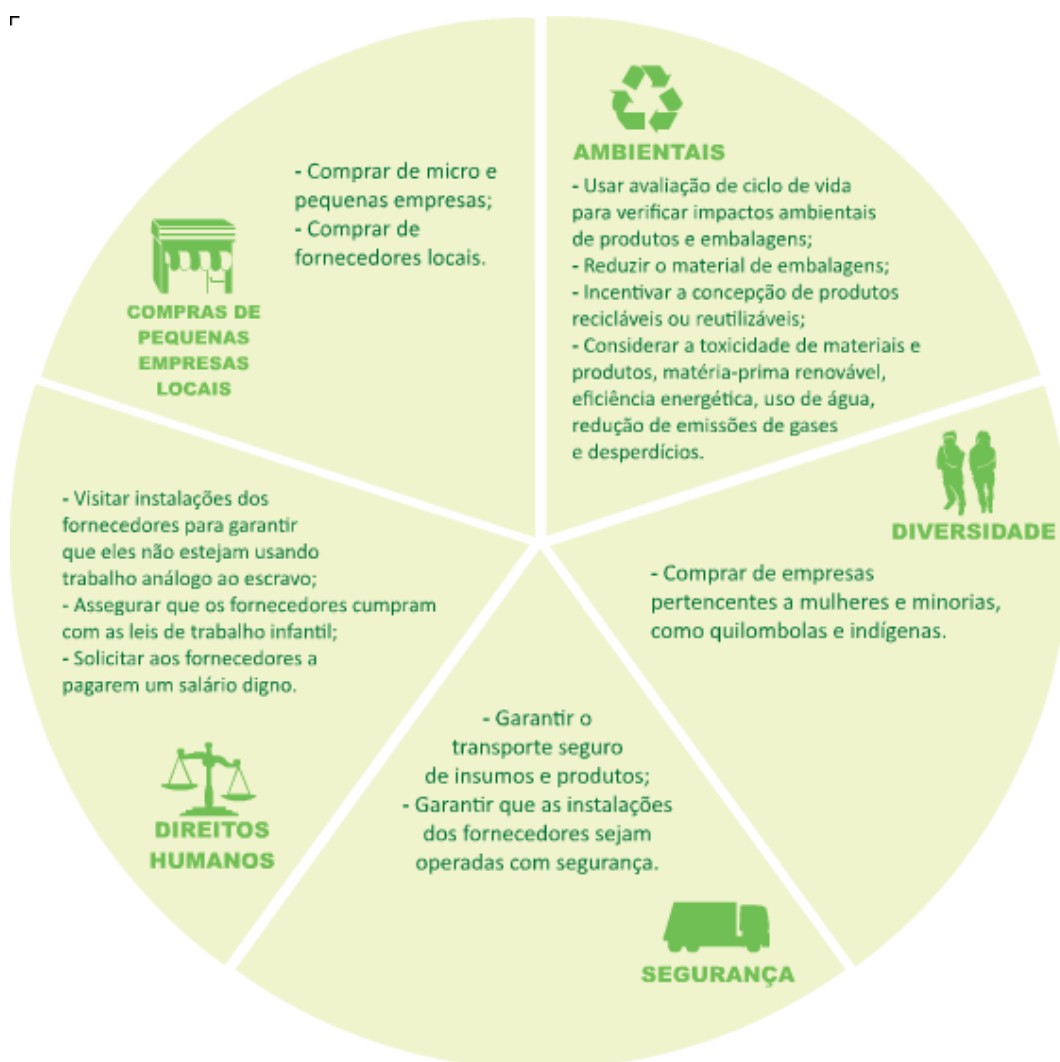 AMBIENTAIS
- Usar avaliação de ciclo de vida
para verificar impactos ambientais
de produtos e embalagens;
- Reduzir o material de embalagens;
- Incentivar a concepção de produtos
recicláveis ou reutilizáveis;
- Considerar a toxicidade de materiais e
produtos, matéria-prima renovável,
eficiência energética, uso de água,
redução de emissões de gases
e desperdícios.
DIVERSIDADE
- Comprar de empresas
pertencentes a mulheres e minorias,
como quilombolas e indígenas.
- Garantir o
transporte seguro
de insumos e produtos;
- Garantir que as instalações
dos fornecedores sejam
operadas com segurança.
SEGURANÇA
- Visitar instalações dos
fornecedores para garantir
que eles não estejam usando
trabalho análogo ao escravo;
- Assegurar que os fornecedores cumpram
com as leis de trabalho infantil;
- Solicitar aos fornecedores a
pagarem um salário digno.
DIREITOS
HUMANOS
- Comprar de micro e
pequenas empresas;
- Comprar de
fornecedores locais.
COMPRAS DE
PEQUENAS
EMPRESAS
LOCAIS